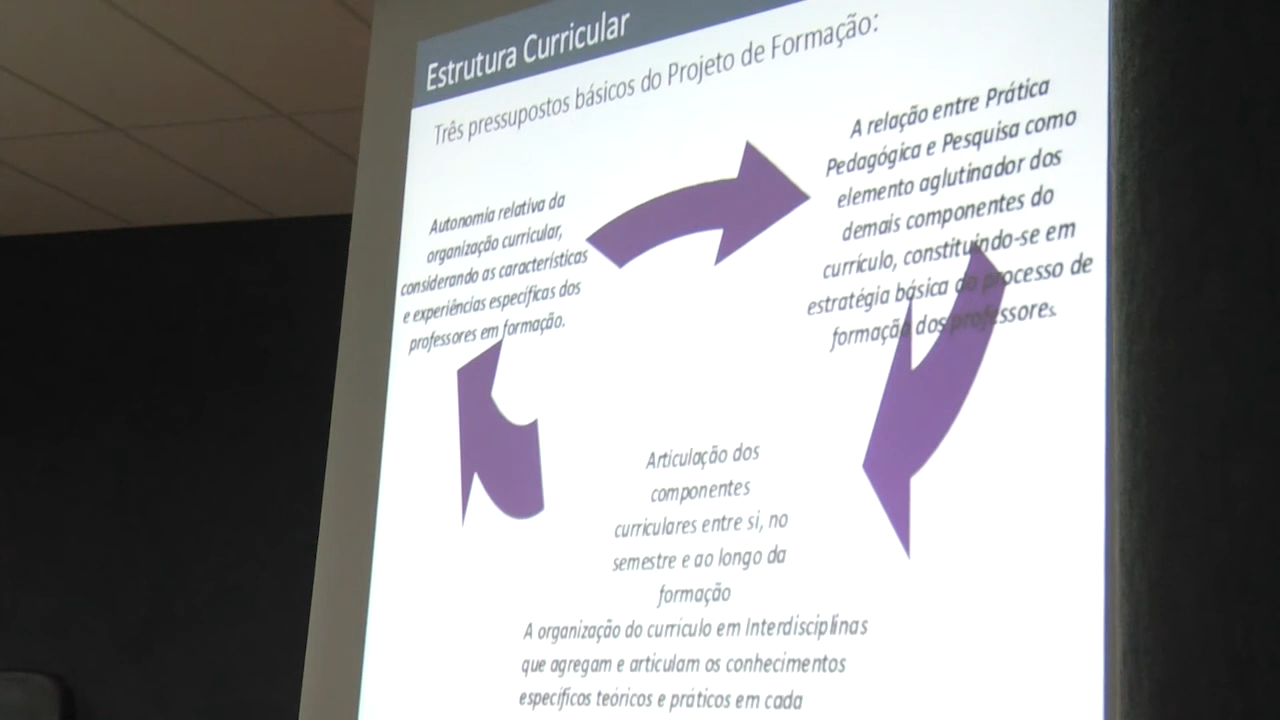 Estrutura Curricular
Três pressupostos básicos do Projeto de Formação:
Autonomia relativa da
organização curricular,
considerando as características
e experiências específicas dos
professores em formação.
A relação entre Prática
Pedagógica e Pesquisa como
elemento aglutinador dos
demais componentes do
currículo, constituindo-se em
estratégia básica do processo de
formação dos professores.
Articulação dos
componentes
curriculares entre si, no
semestre e ao longo da
formação
A organização do currículo em Interdisciplinas
que agregam e articulam os conhecimentos
específicos teóricos e práticos em cada